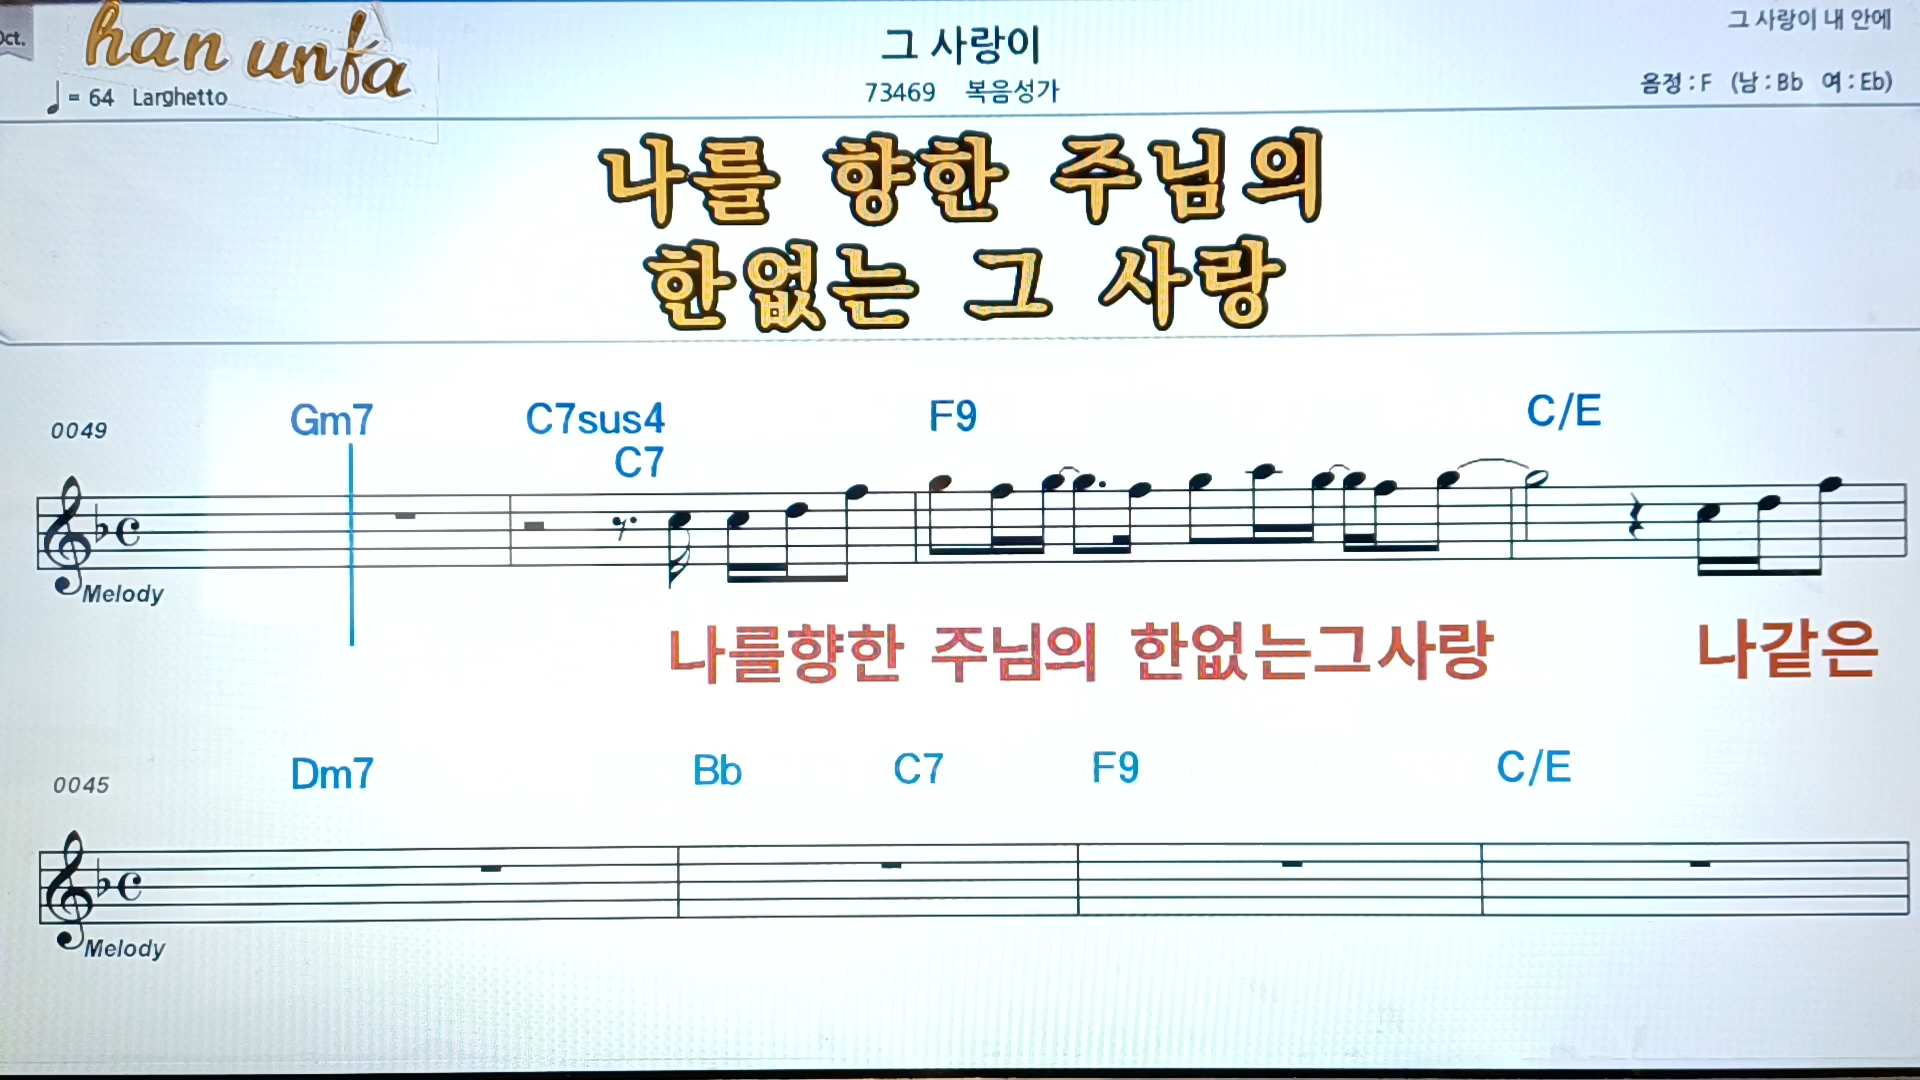 Oct.
han unfa
그 사랑이
그 사랑이 내 안에
= 64 Larghetto
73469 복음성가
음정 : F (남 : Bb 여 : Eb)
나를 향한 주님의
한없는 그 사랑
0049
Gm7 C7sus4 F9 C/E
C7
Melody
나를향한 주님의 한없는그사랑 나같은
0045
Dm7 Bb C7 F9 C/E
Melody